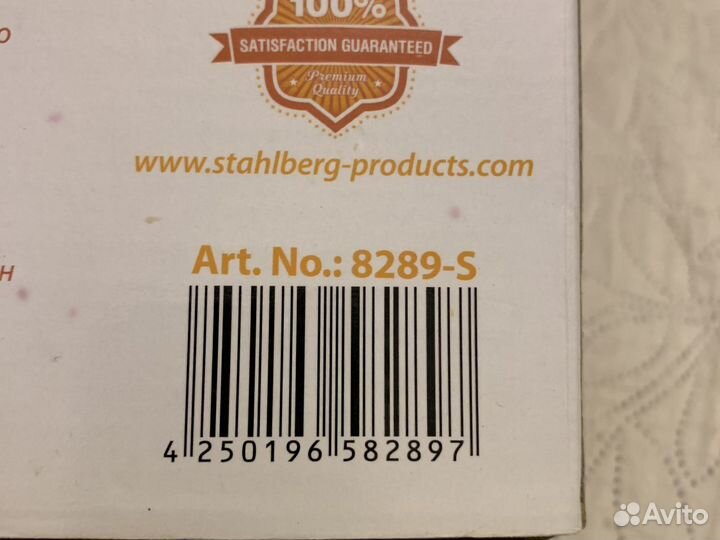 100%
SATISFACTION GUARANTEED
Premium
Quality
www.stahlberg-products.com
Art. No.: 8289-S
н
4 250196 582897
Avito